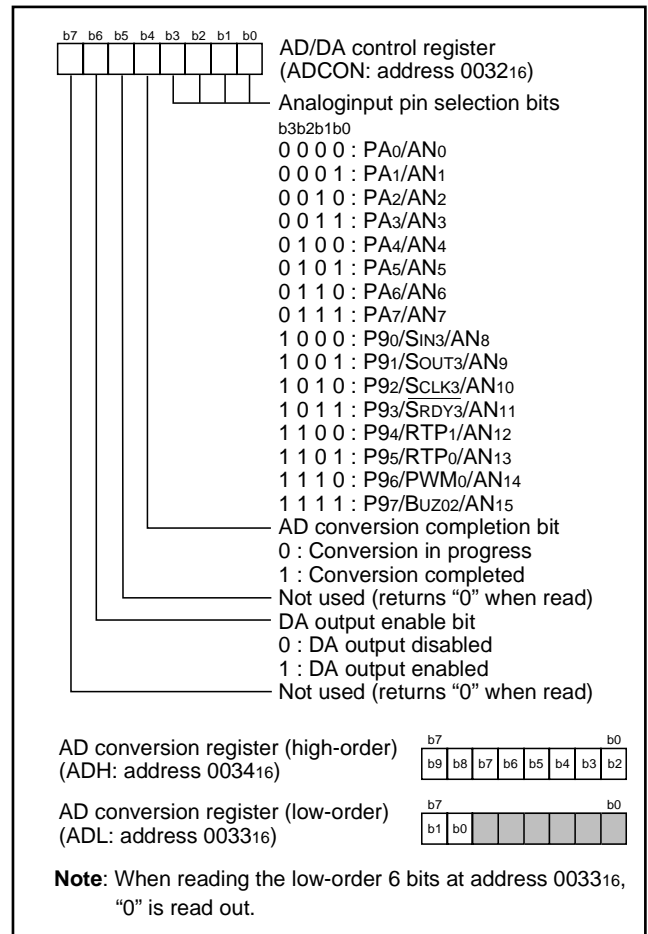 b7 b6 b5 b4 b3 b2 b1 b0
AD/DA control register
(ADCON: address 003216)
Analoginput pin selection bits
b3b2b1b0
0 0 0 0 : PA0/AN0
0 0 0 1 : PA1/AN1
0 0 1 0 : PA2/AN2
0 0 1 1 : PA3/AN3
0 1 0 0 : PA4/AN4
0 1 0 1 : PA5/AN5
0 1 1 0 : PA6/AN6
0 1 1 1 : PA7/AN7
1 0 0 0 : P90/SIN3/AN8
1 0 0 1 : P91/SOUT3/AN9
1 0 1 0 : P92/SCLK3/AN10
1 0 1 1 : P93/SRDY3/AN11
1 1 0 0 : P94/RTP1/AN12
1 1 0 1 : P95/RTP0/AN13
1 1 1 0 : P96/PWM0/AN14
1 1 1 1 : P97/BUZ02/AN15
AD conversion completion bit
0 : Conversion in progress
1 : Conversion completed
Not used (returns “0” when read)
DA output enable bit
0 : DA output disabled
1 : DA output enabled
Not used (returns “0” when read)
AD conversion register (high-order)
(ADH: address 003416)
b7 b0
b9 b8 b7 b6 b5 b4 b3 b2
AD conversion register (low-order)
(ADL: address 003316)
b7 b0
b1 b0
Note: When reading the low-order 6 bits at address 003316,
“0” is read out.